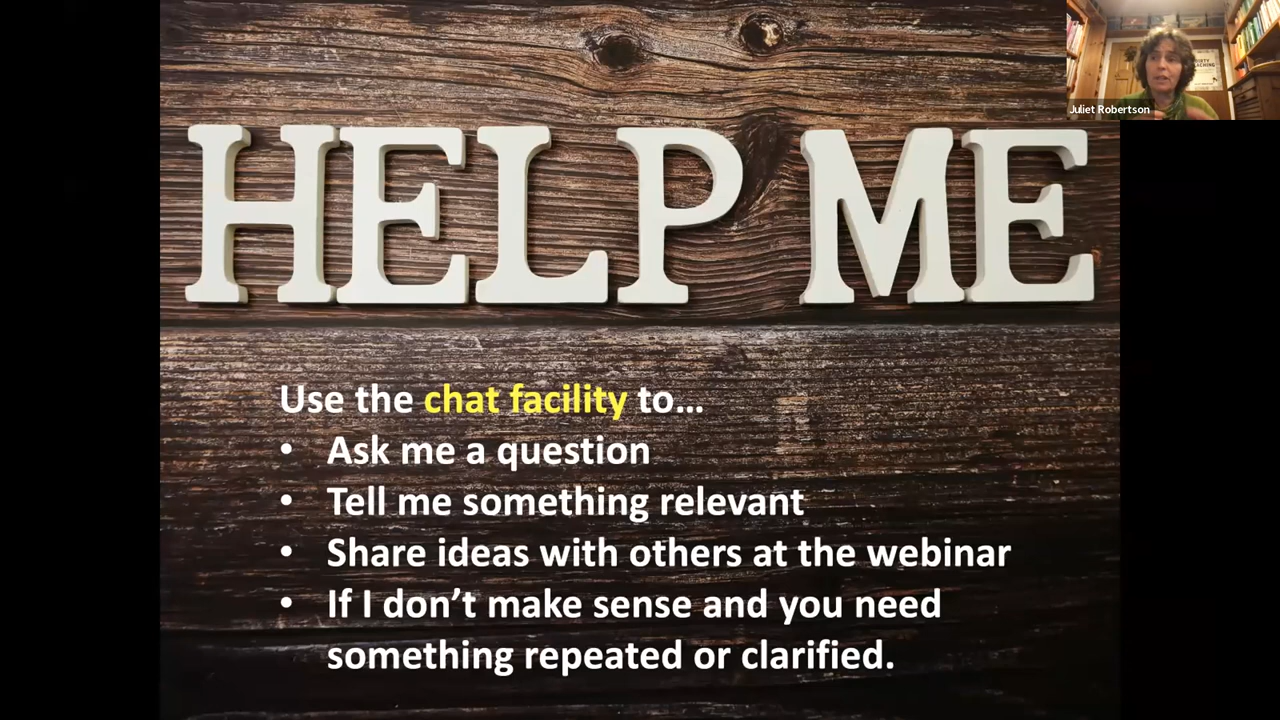 HELP ME
Juliet Robertson
Use the chat facility to...
• Ask me a question
• Tell me something relevant
• Share ideas with others at the webinar
• If I don’t make sense and you need
something repeated or clarified.